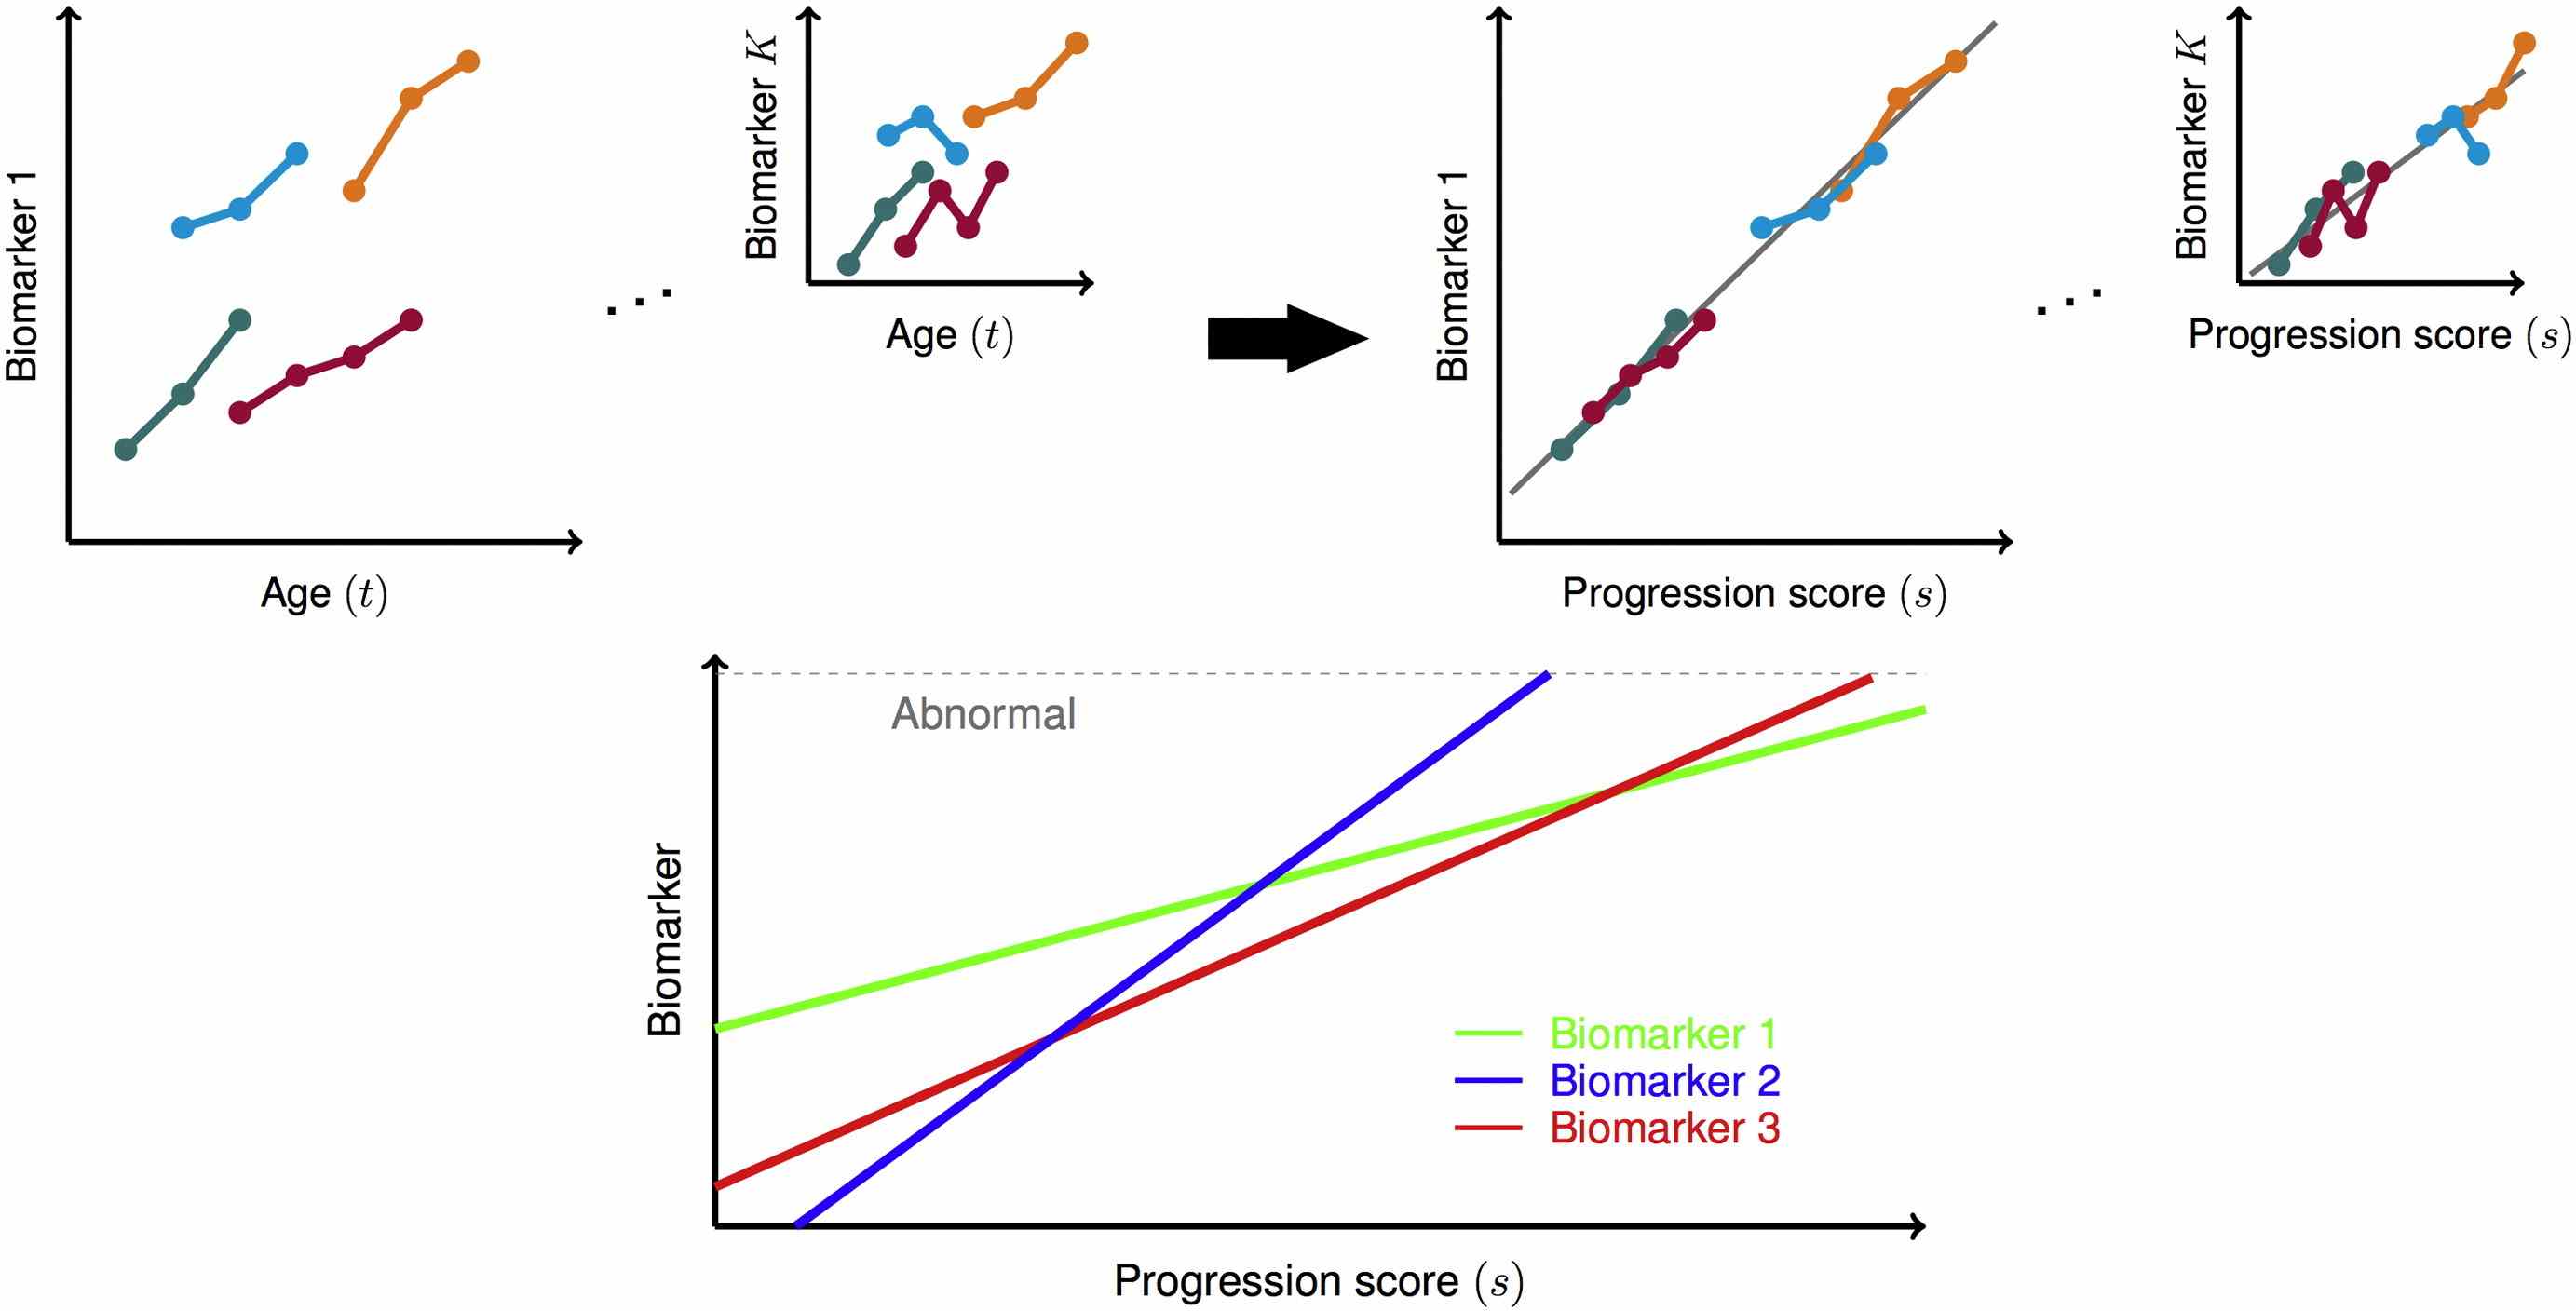 Biomarker 1
Age (t)
Biomarker K
Age (t)
Biomarker 1
Progression score (s)
Biomarker K
Progression score (s)
Abnormal
Biomarker
Biomarker 1
Biomarker 2
Biomarker 3
Progression score (s)